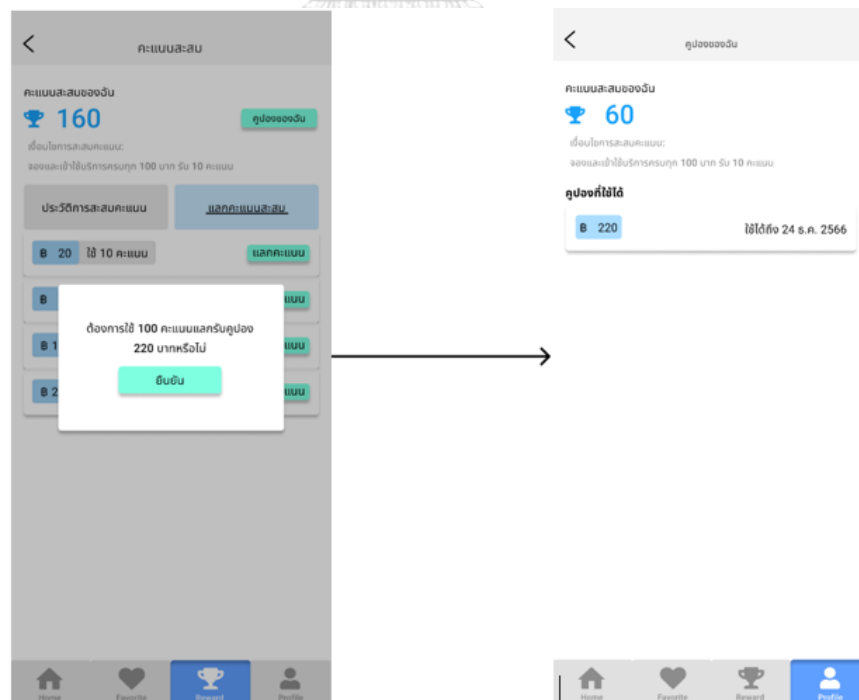 คะแนนสะสม
คะแนนสะสมของฉัน
160
คูปองของฉัน
เงื่อนไขการสะสมคะแนน:
จองและเข้าใช้บริการครบทุก 100 บาท รับ 10 คะแนน
ประวัติการสะสมคะแนน
แลกคะแนนสะสม
฿ 20 ใช้ 10 คะแนน
แลกคะแนน
฿
แนน
฿ 1
แนน
฿ 2
แนน
ต้องการใช้ 100 คะแนนแลกรับคูปอง
220 บาทหรือไม่
ยืนยัน
Home
Favorite
Reward
Profile
คูปองของฉัน
คะแนนสะสมของฉัน
60
เงื่อนไขการสะสมคะแนน:
จองและเข้าใช้บริการครบทุก 100 บาท รับ 10 คะแนน
คูปองที่ใช้ได้
฿ 220
ใช้ได้ถึง 24 ธ.ค. 2566
Home
Favorite
Reward
Profile